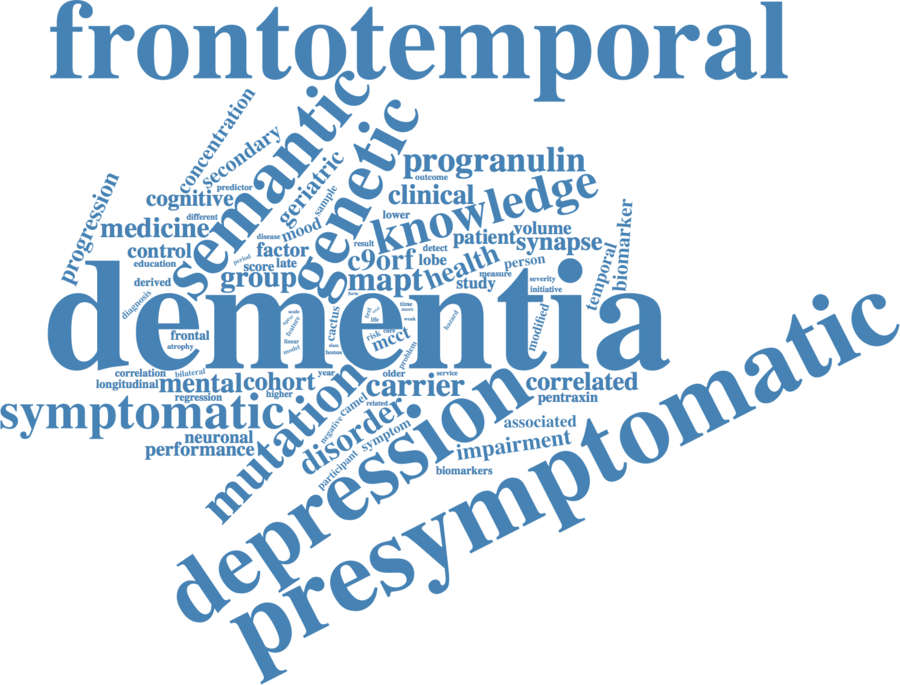 frontotemporal
concentration
secondary
semantic
genetic
progranulin
outcome
geriatric
predictor
cognitive
clinical
knowledge
progression
sample
different
lower
medicine
mood
disease
volume
patient
synapse
biomarker
control
factor
result
detect
c9orf
lobe
temporal
education
period
score
late
health
person
measure
group
mapt
study
severity
initiative
derived
dementia
diagnosis
form
time
more
scale
feature
cactus
test
life
weak
hazard
modified
frontal
risk
care
mcct
atrophy
linear
model
honos
problem
correlation
bilateral
year
older
service
longitudinal
mental
cohort
carrier
correlated
regression
higher
camel
related
pentraxin
symptomatic
mutation
negative
disorder
depression
associated
neuronal
symptom
impairment
performance
participant
biomarkers
presymptomatic